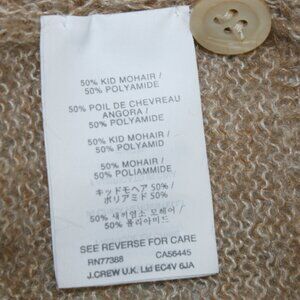 50% KID MOHAIR /
50% POLYAMIDE
50% POIL DE CHEVREAU
ANGORA /
50% POLYAMIDE
50% KID MOHAIR /
50% POLYAMID
50% MOHAIR /
50% POLIAMMIDE
キッドモヘア 50% /
ポリアミド 50%
50% 새끼염소 모헤어 /
50% 폴리아미드
SEE REVERSE FOR CARE
RN77388 CA56445
J.CREW U.K. Ltd EC4V 6JA